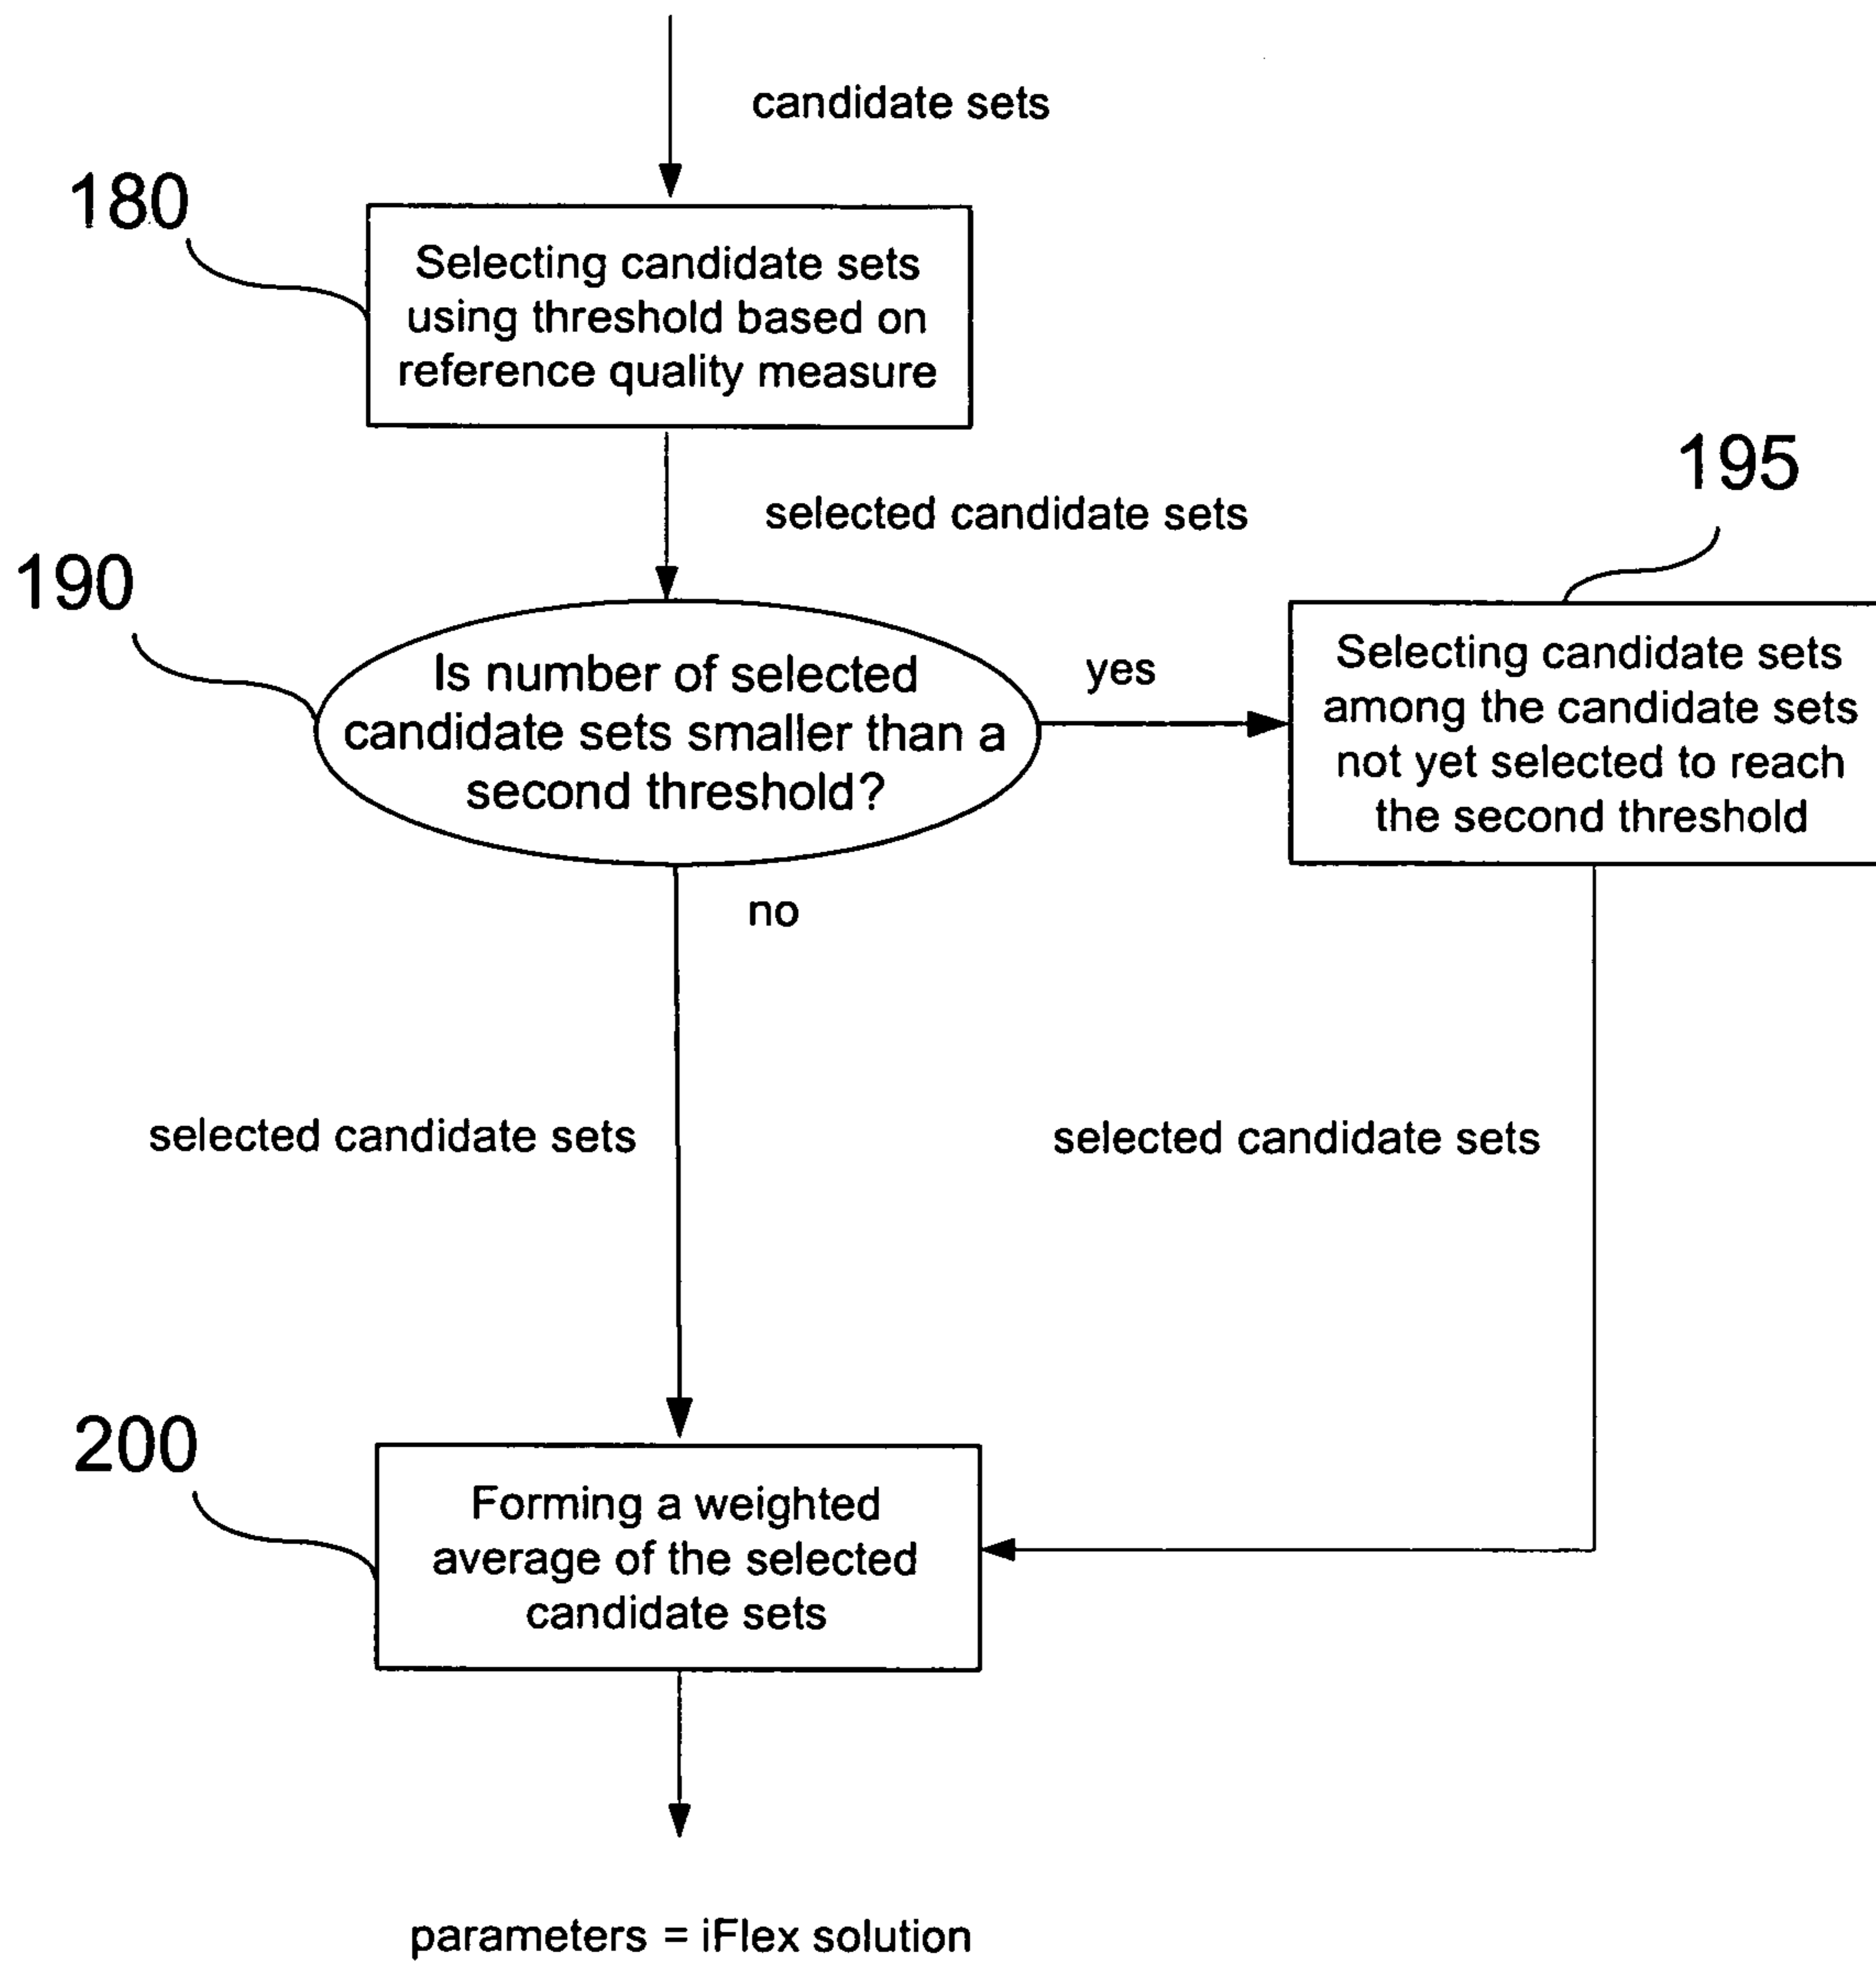 candidate sets
180
Selecting candidate sets
using threshold based on
reference quality measure
selected candidate sets
195
190
Is number of selected
candidate sets smaller than a
second threshold?
yes
Selecting candidate sets
among the candidate sets
not yet selected to reach
the second threshold
no
selected candidate sets
selected candidate sets
200
Forming a weighted
average of the selected
candidate sets
parameters = iFlex solution